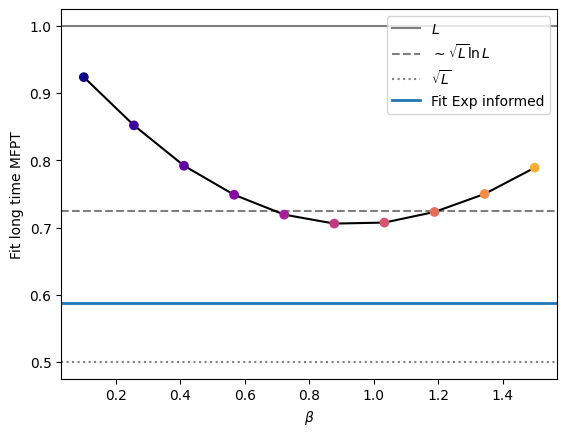 L
~ √L ln L
√L
Fit Exp informed
Fit long time MFPT
1.0
0.9
0.8
0.7
0.6
0.5
0.2 0.4 0.6 0.8 1.0 1.2 1.4
β